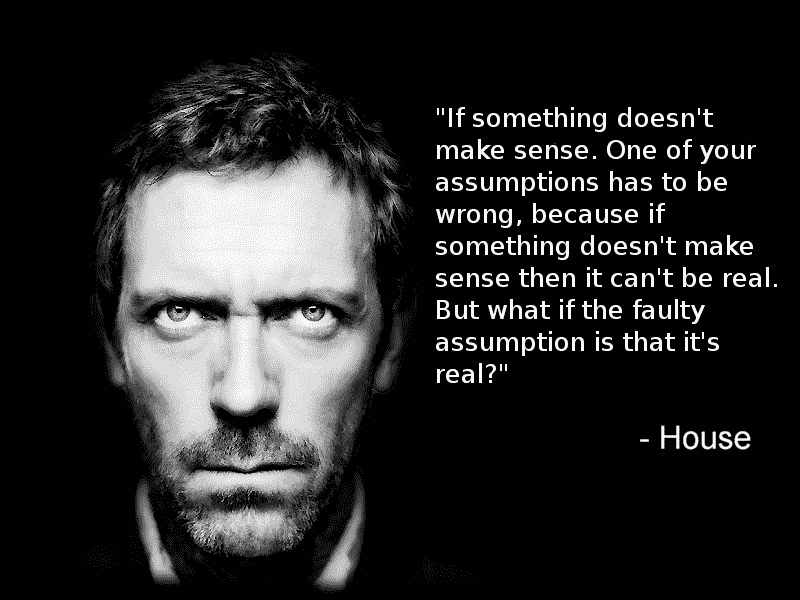 "If something doesn't
make sense. One of your
assumptions has to be
wrong, because if
something doesn't make
sense then it can't be real.
But what if the faulty
assumption is that it's
real?"
- House